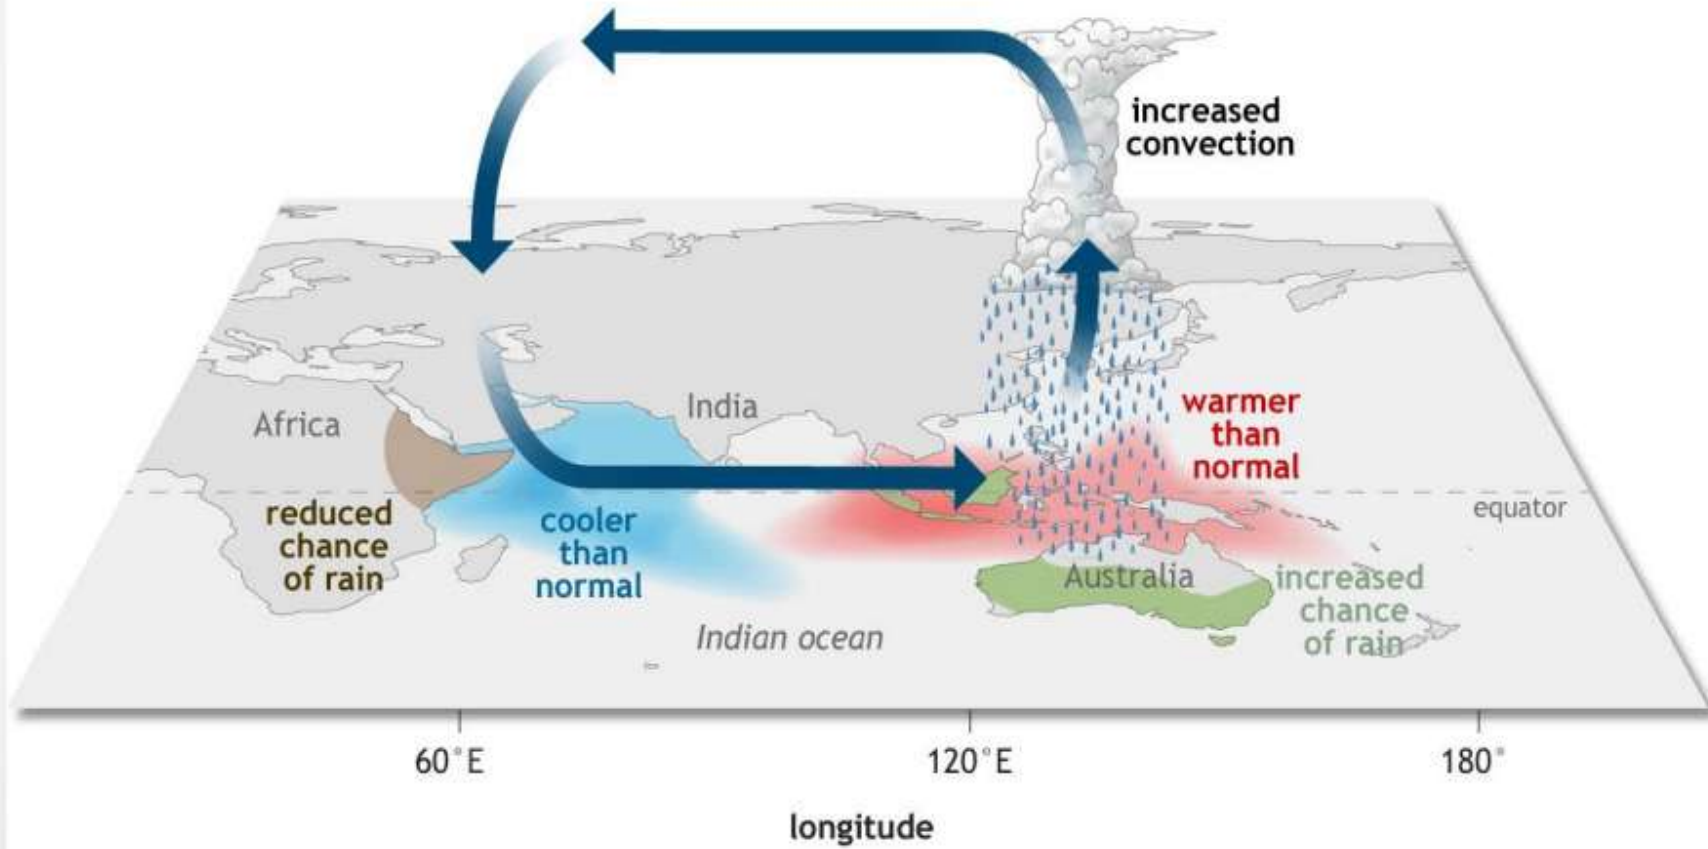 increased
convection
Africa
India
warmer
than
normal
equator
reduced
chance
of rain
cooler
than
normal
Australia
increased
chance
of rain
Indian ocean
60°E
120°E
180°
longitude